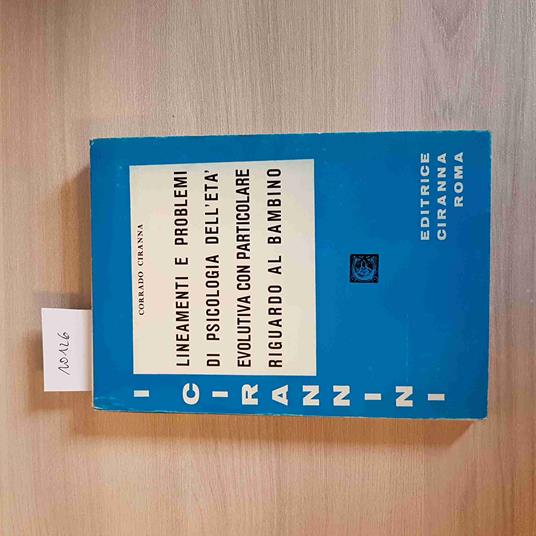 CORRADO CIRANNA
LINEAMENTI E PROBLEMI
DI PSICOLOGIA DELL'ETA'
EVOLUTIVA CON PARTICOLARE
RIGUARDO AL BAMBINO
I CIRANNINI
EDITRICE
CIRANNA
ROMA
10126